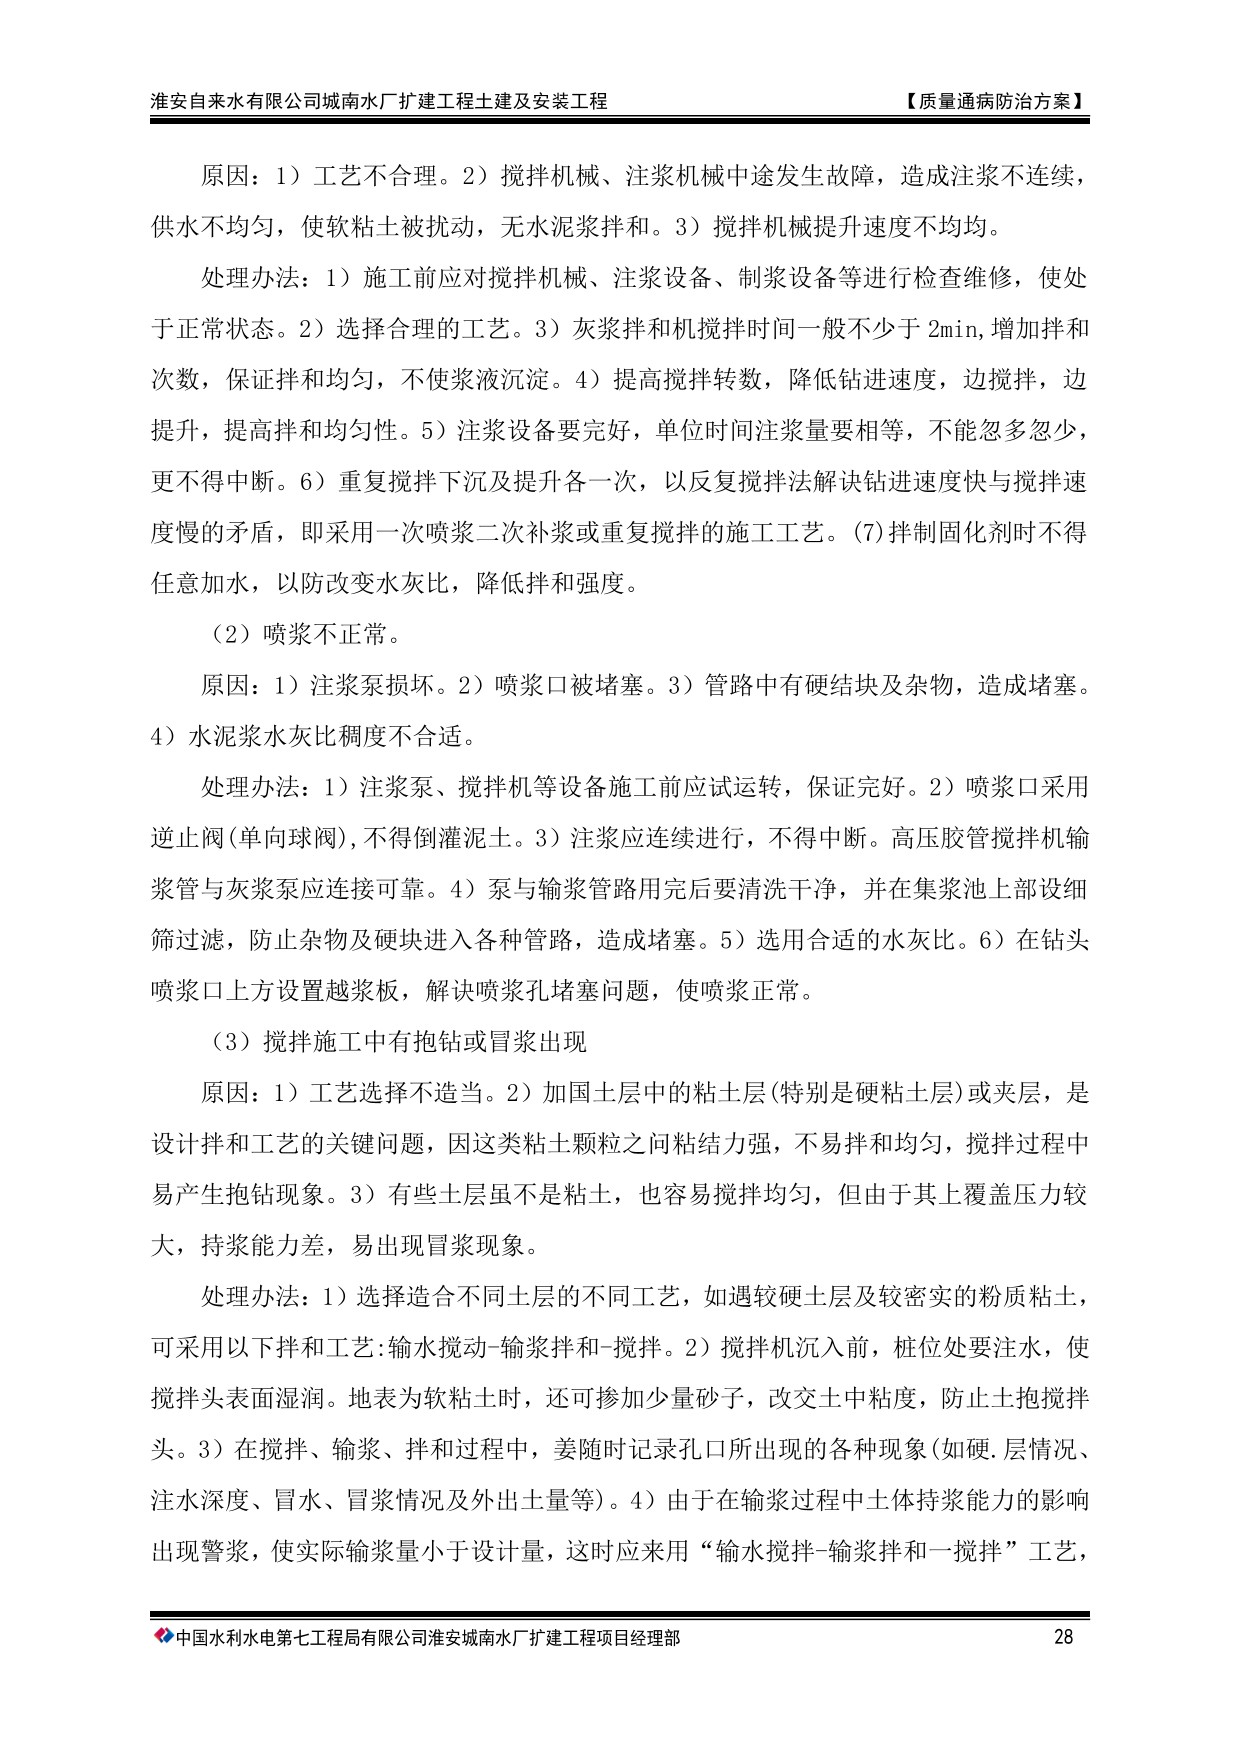 淮安自来水有限公司城南水厂扩建工程土建及安装工程 【质量通病防治方案】
原因：1）工艺不合理。2）搅拌机械、注浆机械中途发生故障，造成注浆不连续，
供水不均匀，使软粘土被扰动，无水泥浆拌和。3）搅拌机械提升速度不均均。
处理办法：1）施工前应对搅拌机械、注浆设备、制浆设备等进行检查维修，使处
于正常状态。2）选择合理的工艺。3）灰浆拌和机搅拌时间一般不少于 2min,增加拌和
次数，保证拌和均匀，不使浆液沉淀。4）提高搅拌转数，降低钻进速度，边搅拌，边
提升，提高拌和均匀性。5）注浆设备要完好，单位时间注浆量要相等，不能忽多忽少，
更不得中断。6）重复搅拌下沉及提升各一次，以反复搅拌法解诀钻进速度快与搅拌速
度慢的矛盾，即采用一次喷浆二次补浆或重复搅拌的施工工艺。(7)拌制固化剂时不得
任意加水，以防改变水灰比，降低拌和强度。
（2）喷浆不正常。
原因：1）注浆泵损坏。2）喷浆口被堵塞。3）管路中有硬结块及杂物，造成堵塞。
4）水泥浆水灰比稠度不合适。
处理办法：1）注浆泵、搅拌机等设备施工前应试运转，保证完好。2）喷浆口采用
逆止阀(单向球阀),不得倒灌泥土。3）注浆应连续进行，不得中断。高压胶管搅拌机输
浆管与灰浆泵应连接可靠。4）泵与输浆管路用完后要清洗干净，并在集浆池上部设细
筛过滤，防止杂物及硬块进入各种管路，造成堵塞。5）选用合适的水灰比。6）在钻头
喷浆口上方设置越浆板，解诀喷浆孔堵塞问题，使喷浆正常。
（3）搅拌施工中有抱钻或冒浆出现
原因：1）工艺选择不造当。2）加国土层中的粘土层(特别是硬粘土层)或夹层，是
设计拌和工艺的关键问题，因这类粘土颗粒之问粘结力强，不易拌和均匀，搅拌过程中
易产生抱钻现象。3）有些土层虽不是粘土，也容易搅拌均匀，但由于其上覆盖压力较
大，持浆能力差，易出现冒浆现象。
处理办法：1）选择造合不同土层的不同工艺，如遇较硬土层及较密实的粉质粘土，
可采用以下拌和工艺:输水搅动-输浆拌和-搅拌。2）搅拌机沉入前，桩位处要注水，使
搅拌头表面湿润。地表为软粘土时，还可掺加少量砂子，改交土中粘度，防止土抱搅拌
头。3）在搅拌、输浆、拌和过程中，姜随时记录孔口所出现的各种现象(如硬.层情况、
注水深度、冒水、冒浆情况及外出土量等)。4）由于在输浆过程中土体持浆能力的影响
出现警浆，使实际输浆量小于设计量，这时应来用“输水搅拌-输浆拌和一搅拌”工艺，
中国水利水电第七工程局有限公司淮安城南水厂扩建工程项目经理部 28